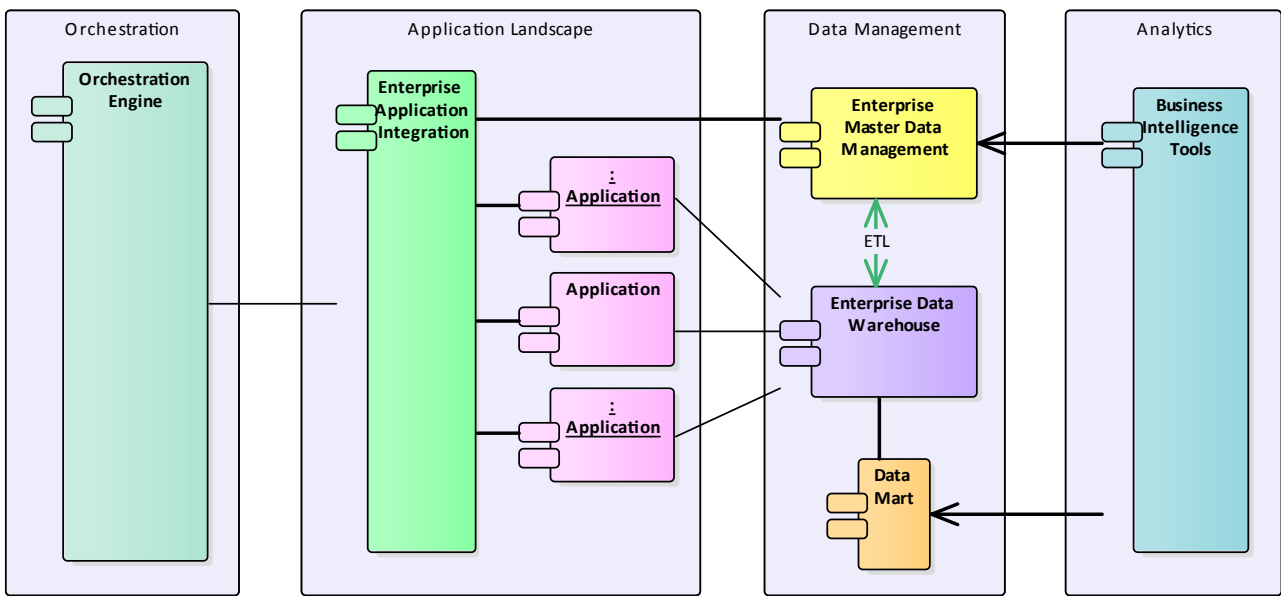 Orchestration
Orchestration
Engine
Application Landscape
Enterprise
Application
Integration
:
Application
Application
:
Application
Data Management
Enterprise
Master Data
Management
ETL
Enterprise Data
Warehouse
Data
Mart
Analytics
Business
Intelligence
Tools